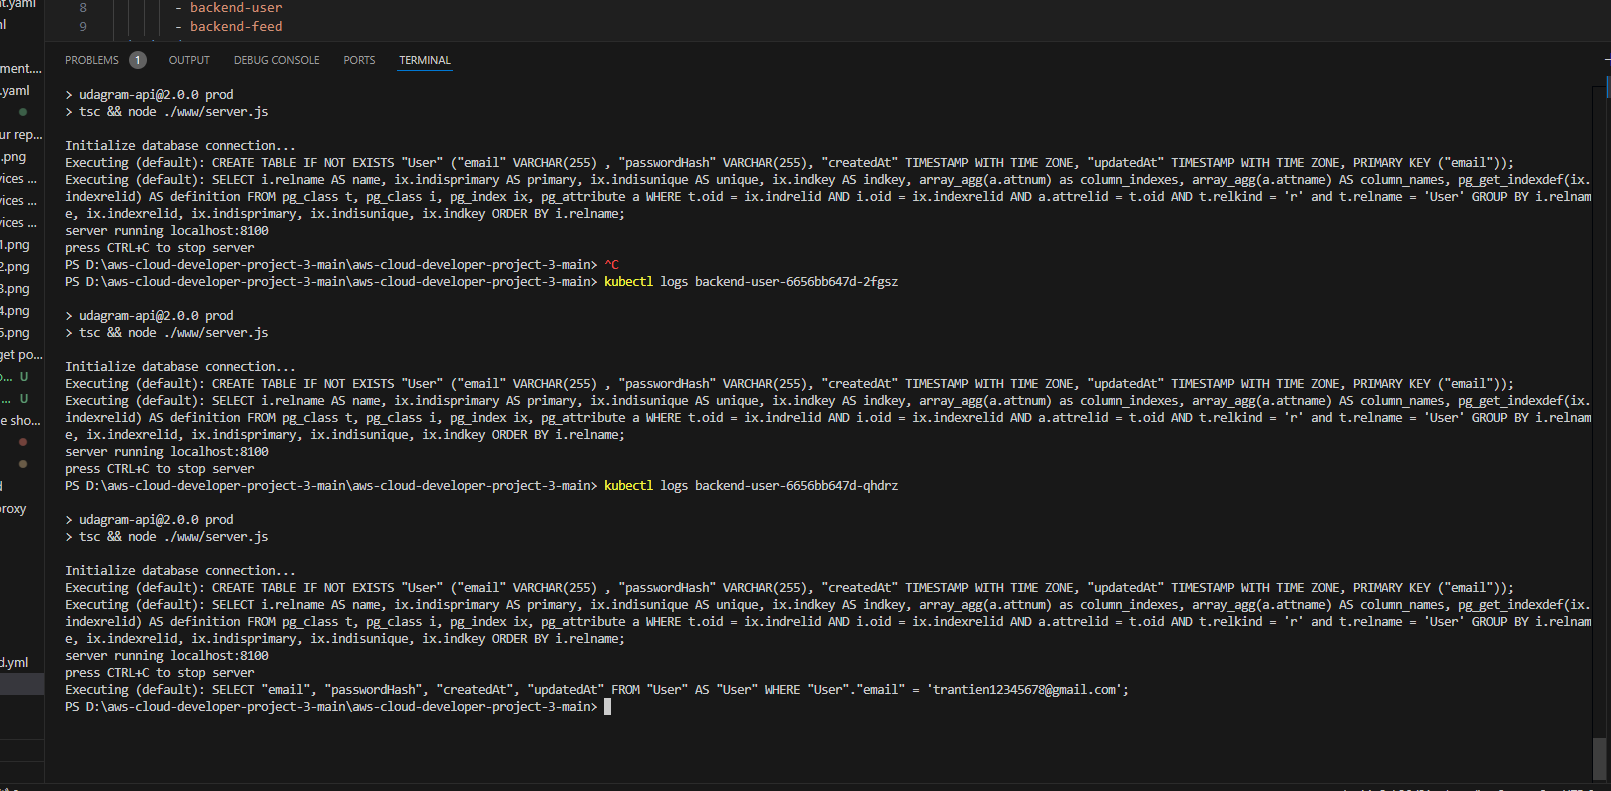 nt.yaml
ml
ment....
.yaml
ur rep...
.png
vices ...
vices ...
vices ...
1.png
2.png
3.png
4.png
5.png
get po...
o... U
... U
e sho...
d
proxy
d.yml
8 - backend-user
9 - backend-feed
PROBLEMS 1 OUTPUT DEBUG CONSOLE PORTS TERMINAL
> udagram-api@2.0.0 prod
> tsc && node ./www/server.js
Initialize database connection...
Executing (default): CREATE TABLE IF NOT EXISTS "User" ("email" VARCHAR(255) , "passwordHash" VARCHAR(255), "createdAt" TIMESTAMP WITH TIME ZONE, "updatedAt" TIMESTAMP WITH TIME ZONE, PRIMARY KEY ("email"));
Executing (default): SELECT i.relname AS name, ix.indisprimary AS primary, ix.indisunique AS unique, ix.indkey AS indkey, array_agg(a.attnum) as column_indexes, array_agg(a.attname) AS column_names, pg_get_indexdef(ix.
indexrelid) AS definition FROM pg_class t, pg_class i, pg_index ix, pg_attribute a WHERE t.oid = ix.indrelid AND i.oid = ix.indexrelid AND a.attrelid = t.oid AND t.relkind = 'r' and t.relname = 'User' GROUP BY i.relnam
e, ix.indexrelid, ix.indisprimary, ix.indisunique, ix.indkey ORDER BY i.relname;
server running localhost:8100
press CTRL+C to stop server
PS D:\aws-cloud-developer-project-3-main\aws-cloud-developer-project-3-main> ^C
PS D:\aws-cloud-developer-project-3-main\aws-cloud-developer-project-3-main> kubectl logs backend-user-6656bb647d-2fgsz
> udagram-api@2.0.0 prod
> tsc && node ./www/server.js
Initialize database connection...
Executing (default): CREATE TABLE IF NOT EXISTS "User" ("email" VARCHAR(255) , "passwordHash" VARCHAR(255), "createdAt" TIMESTAMP WITH TIME ZONE, "updatedAt" TIMESTAMP WITH TIME ZONE, PRIMARY KEY ("email"));
Executing (default): SELECT i.relname AS name, ix.indisprimary AS primary, ix.indisunique AS unique, ix.indkey AS indkey, array_agg(a.attnum) as column_indexes, array_agg(a.attname) AS column_names, pg_get_indexdef(ix.
indexrelid) AS definition FROM pg_class t, pg_class i, pg_index ix, pg_attribute a WHERE t.oid = ix.indrelid AND i.oid = ix.indexrelid AND a.attrelid = t.oid AND t.relkind = 'r' and t.relname = 'User' GROUP BY i.relnam
e, ix.indexrelid, ix.indisprimary, ix.indisunique, ix.indkey ORDER BY i.relname;
server running localhost:8100
press CTRL+C to stop server
PS D:\aws-cloud-developer-project-3-main\aws-cloud-developer-project-3-main> kubectl logs backend-user-6656bb647d-qhdrz
> udagram-api@2.0.0 prod
> tsc && node ./www/server.js
Initialize database connection...
Executing (default): CREATE TABLE IF NOT EXISTS "User" ("email" VARCHAR(255) , "passwordHash" VARCHAR(255), "createdAt" TIMESTAMP WITH TIME ZONE, "updatedAt" TIMESTAMP WITH TIME ZONE, PRIMARY KEY ("email"));
Executing (default): SELECT i.relname AS name, ix.indisprimary AS primary, ix.indisunique AS unique, ix.indkey AS indkey, array_agg(a.attnum) as column_indexes, array_agg(a.attname) AS column_names, pg_get_indexdef(ix.
indexrelid) AS definition FROM pg_class t, pg_class i, pg_index ix, pg_attribute a WHERE t.oid = ix.indrelid AND i.oid = ix.indexrelid AND a.attrelid = t.oid AND t.relkind = 'r' and t.relname = 'User' GROUP BY i.relnam
e, ix.indexrelid, ix.indisprimary, ix.indisunique, ix.indkey ORDER BY i.relname;
server running localhost:8100
press CTRL+C to stop server
Executing (default): SELECT "email", "passwordHash", "createdAt", "updatedAt" FROM "User" AS "User" WHERE "User"."email" = 'trantien12345678@gmail.com';
PS D:\aws-cloud-developer-project-3-main\aws-cloud-developer-project-3-main>